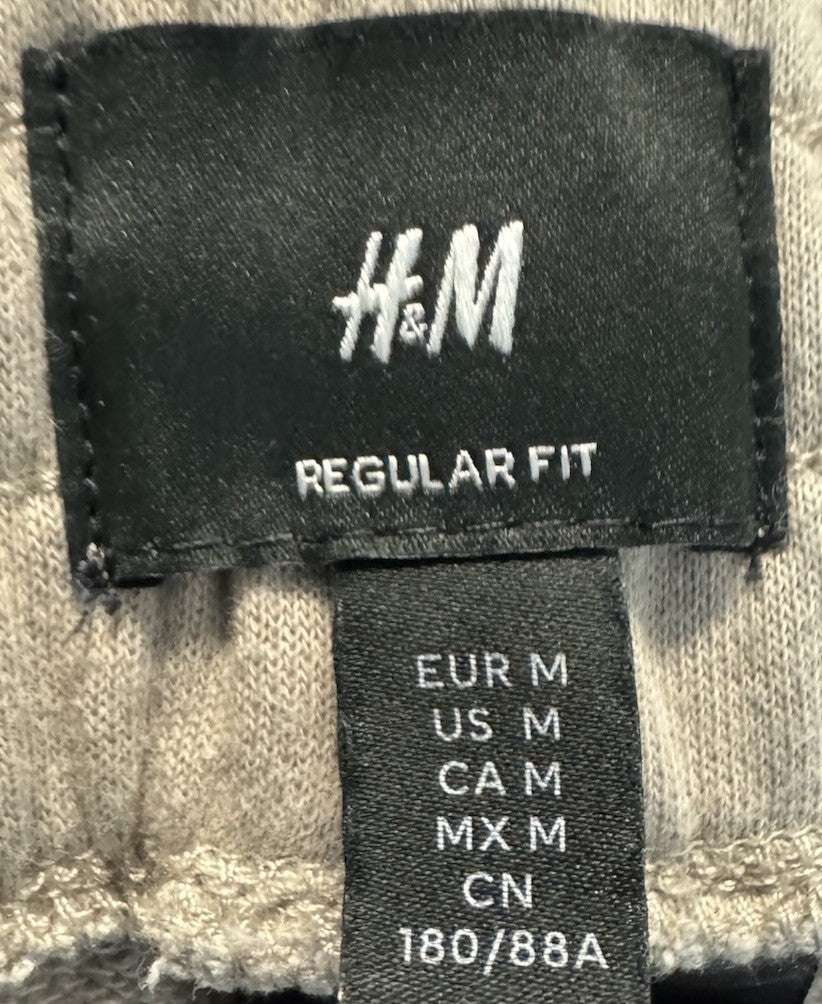 H&M
REGULAR FIT
EUR M
US M
CA M
MX M
CN
180/88A